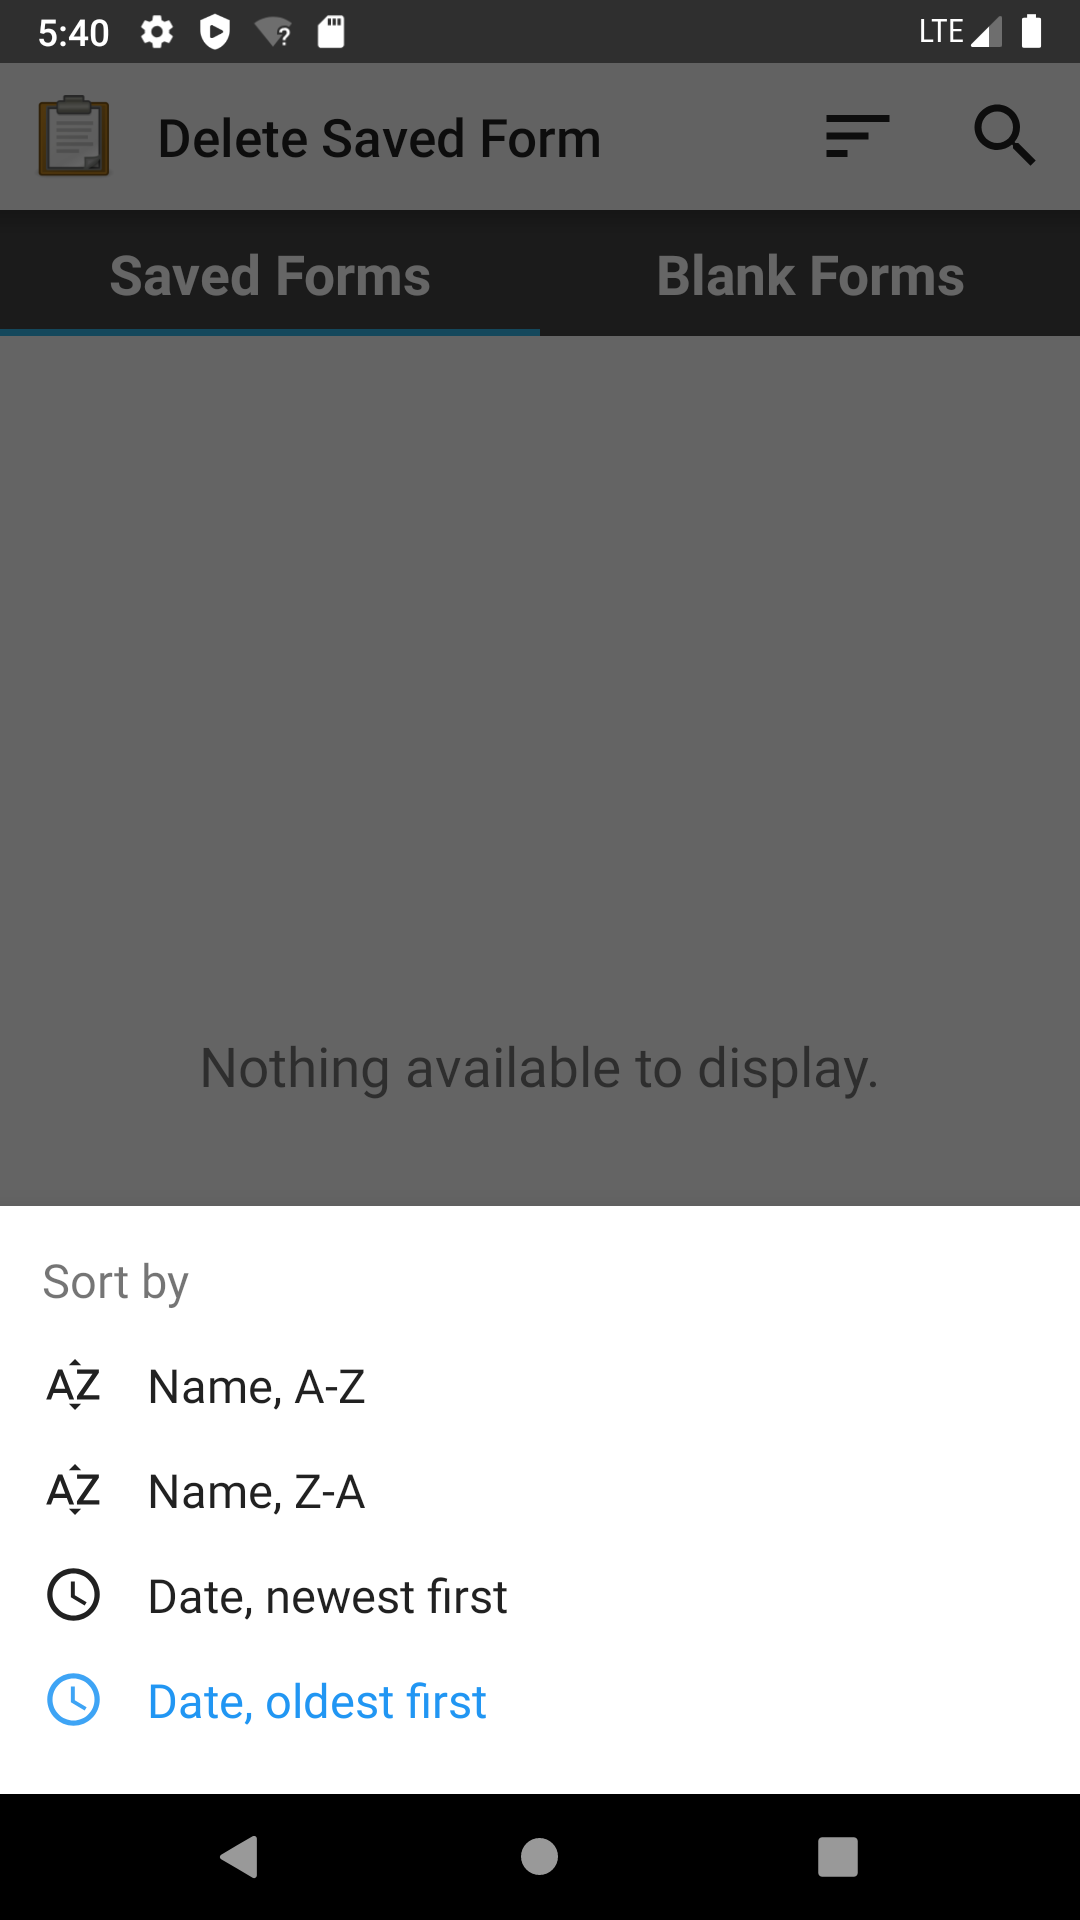 5:40
LTE
Delete Saved Form
Saved Forms
Blank Forms
Nothing available to display.
Sort by
AZ Name, A-Z
AZ Name, Z-A
Date, newest first
Date, oldest first